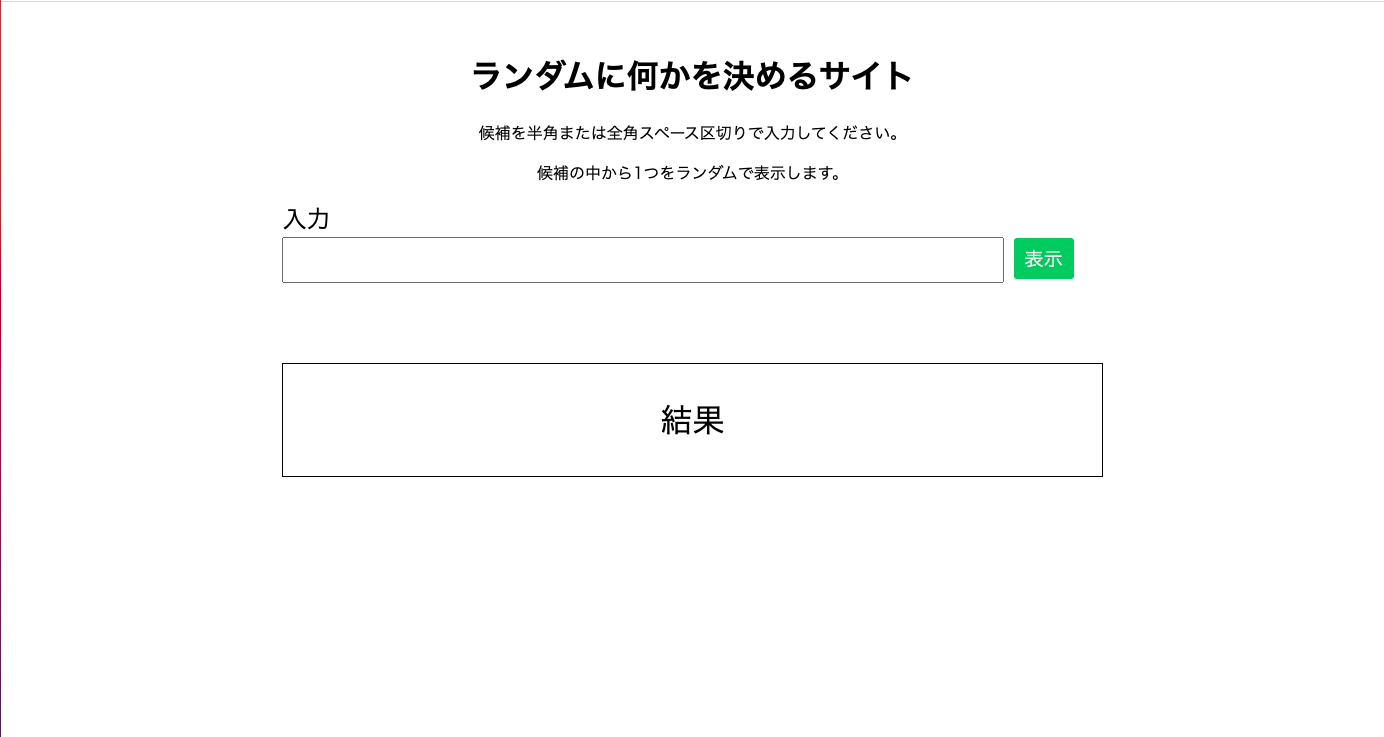 ランダムに何かを決めるサイト
候補を半角または全角スペース区切りで入力してください。
候補の中から1つをランダムで表示します。
入力
表示
結果